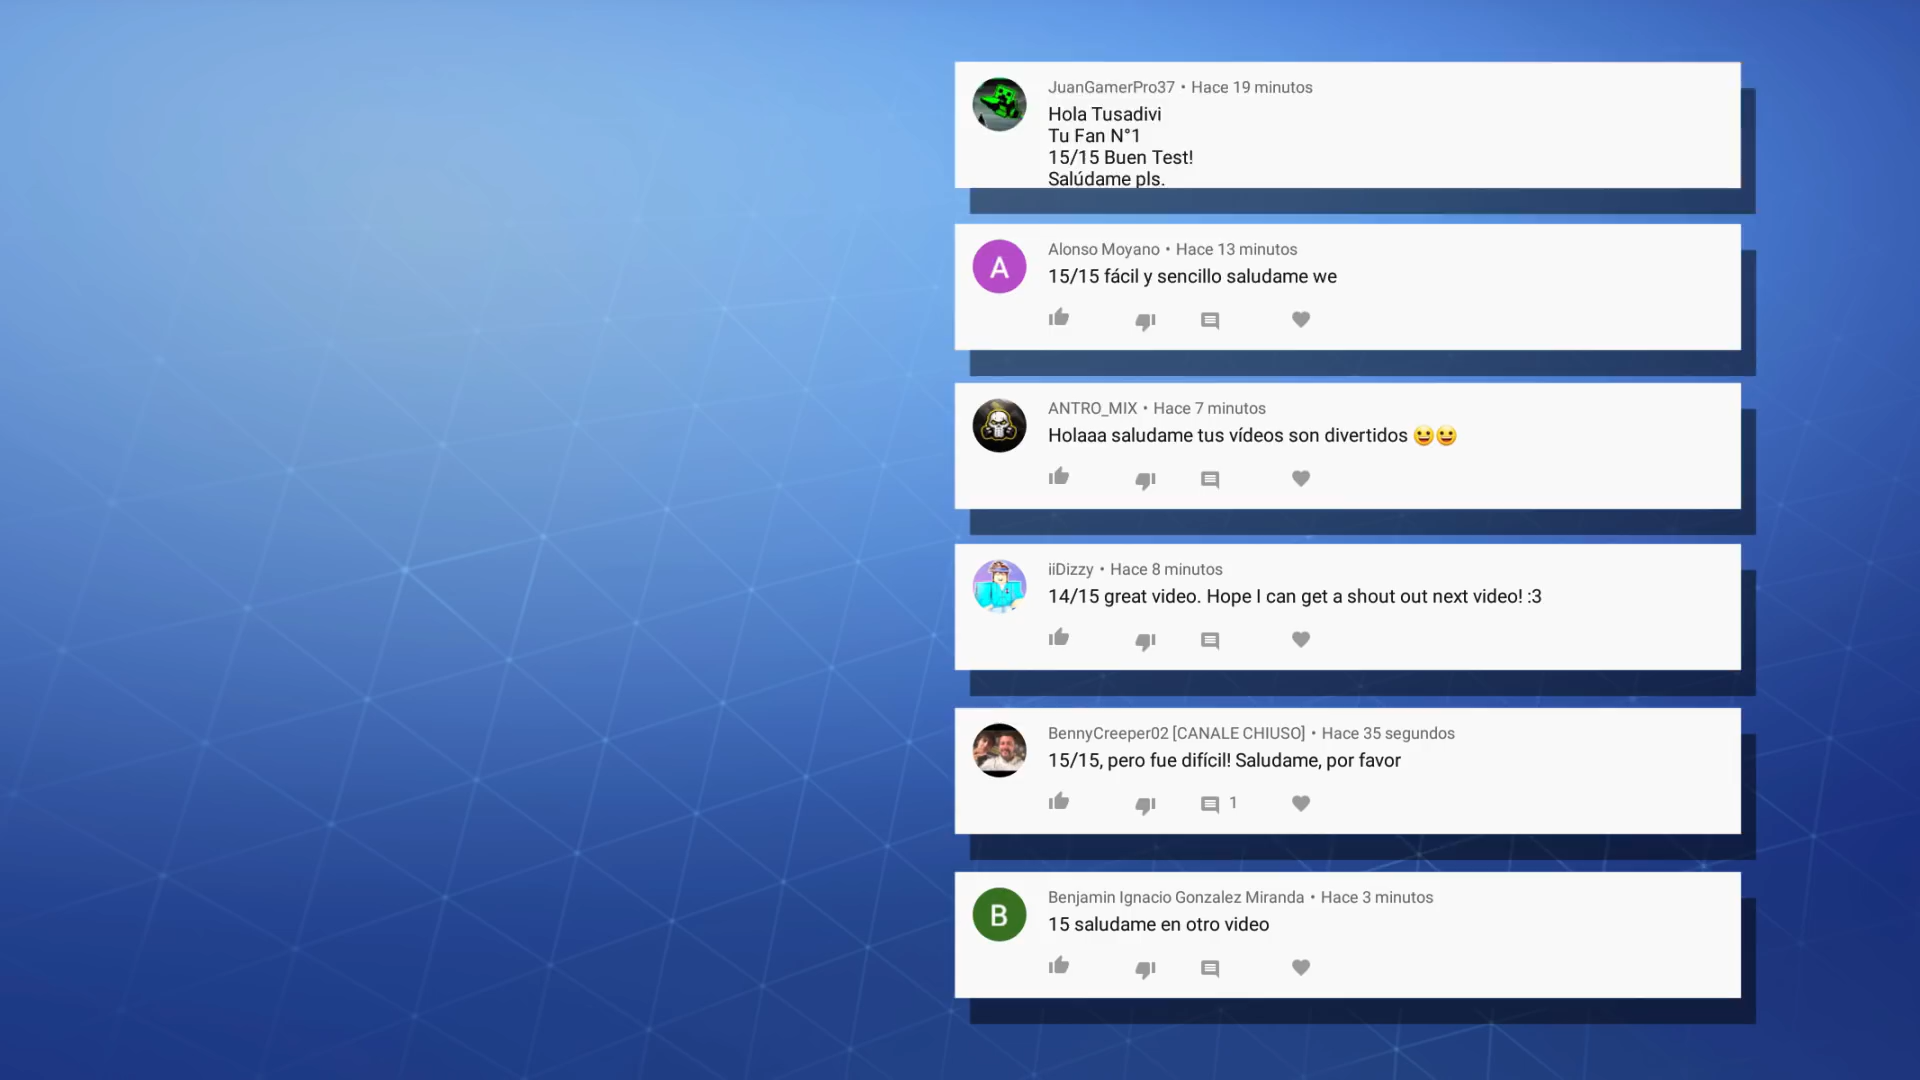 JuanGamerPro37 • Hace 19 minutos
Hola Tusadivi
Tu Fan N°1
15/15 Buen Test!
Salúdame pls.
A
Alonso Moyano • Hace 13 minutos
15/15 fácil y sencillo saludame we
ANTRO_MIX • Hace 7 minutos
Holaaa saludame tus vídeos son divertidos 😀😀
iiDizzy • Hace 8 minutos
14/15 great video. Hope I can get a shout out next video! :3
BennyCreeper02 [CANALE CHIUSO] • Hace 35 segundos
15/15, pero fue difícil! Saludame, por favor
1
B
Benjamin Ignacio Gonzalez Miranda • Hace 3 minutos
15 saludame en otro video